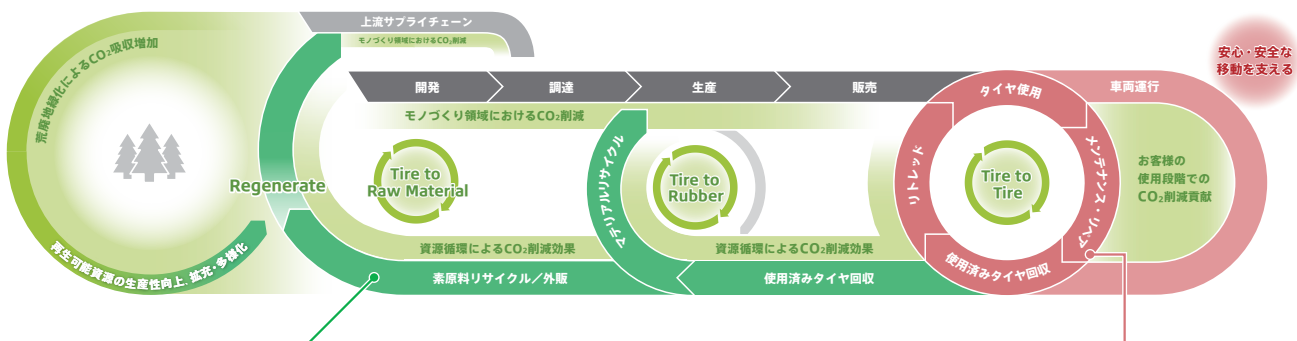 上流サプライチェーン
モノづくり領域におけるCO₂削減
荒廃地緑化によるCO₂吸収増加
再生可能資源の生産性向上、拡充・多様化
Regenerate
開発
調達
生産
販売
モノづくり領域におけるCO₂削減
Tire to
Raw Material
マテリアルリサイクル
Tire to
Rubber
資源循環によるCO₂削減効果
資源循環によるCO₂削減効果
素原料リサイクル／外販
使用済みタイヤ回収
タイヤ使用
メンテナンス・リペア
使用済みタイヤ回収
リトレッド
Tire to
Tire
車両運行
お客様の
使用段階での
CO₂削減貢献
安心・安全な
移動を支える